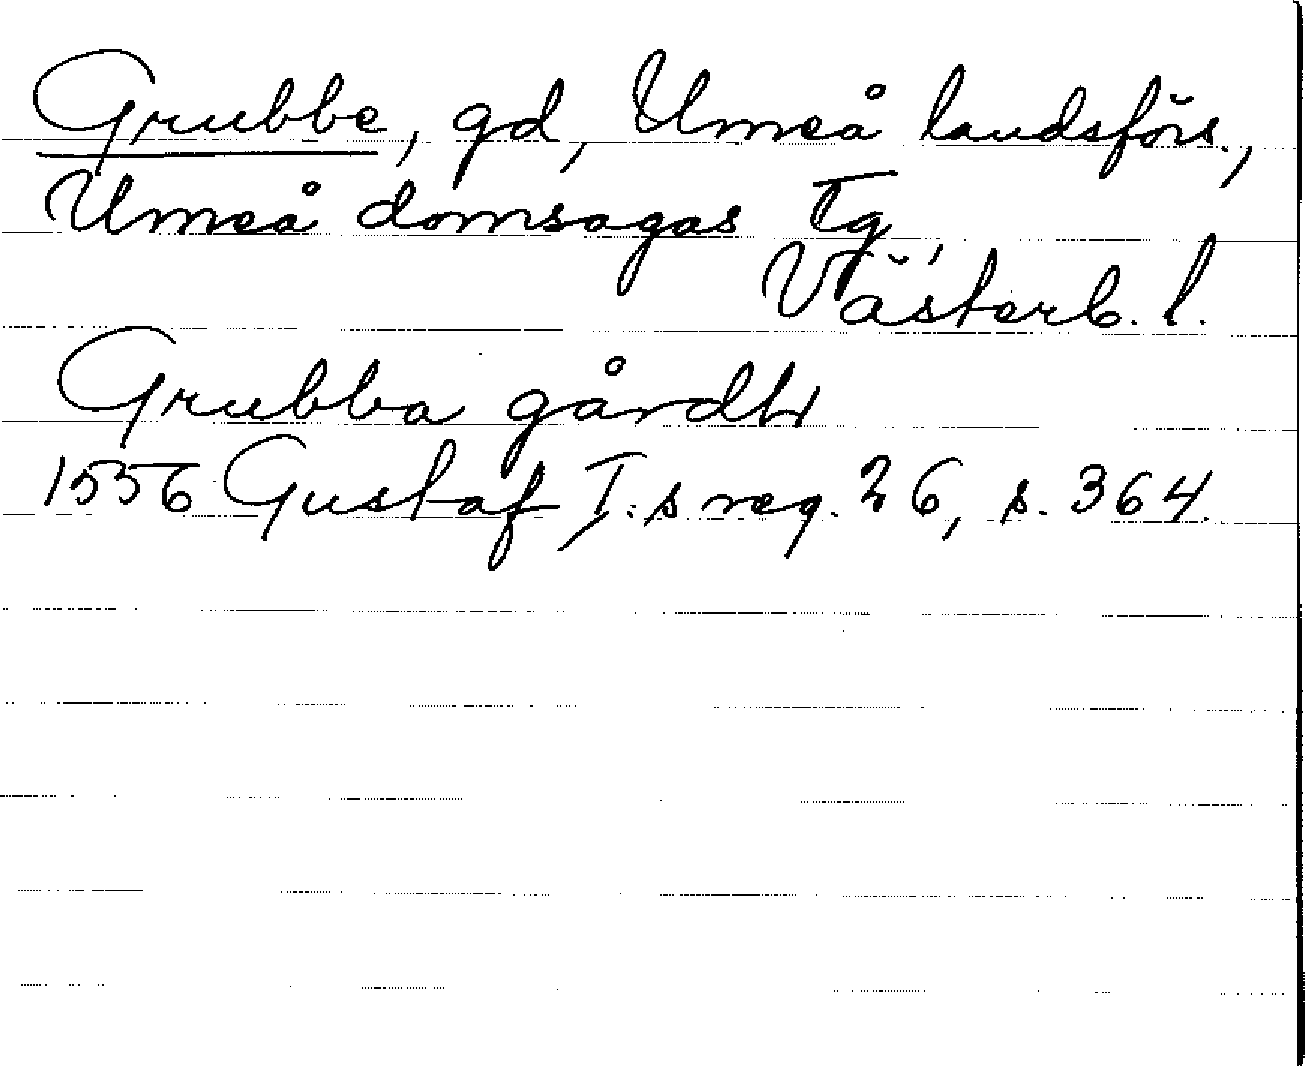 Grubbe, gd, Umeå landsförs.,
Umeå domsagas Tg,
Västerb. l.
Grubba gårdh
1556 Gustaf I:s reg. 26, s. 364.